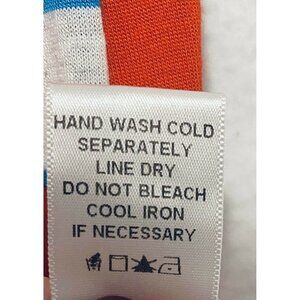 HAND WASH COLD
SEPARATELY
LINE DRY
DO NOT BLEACH
COOL IRON
IF NECESSARY